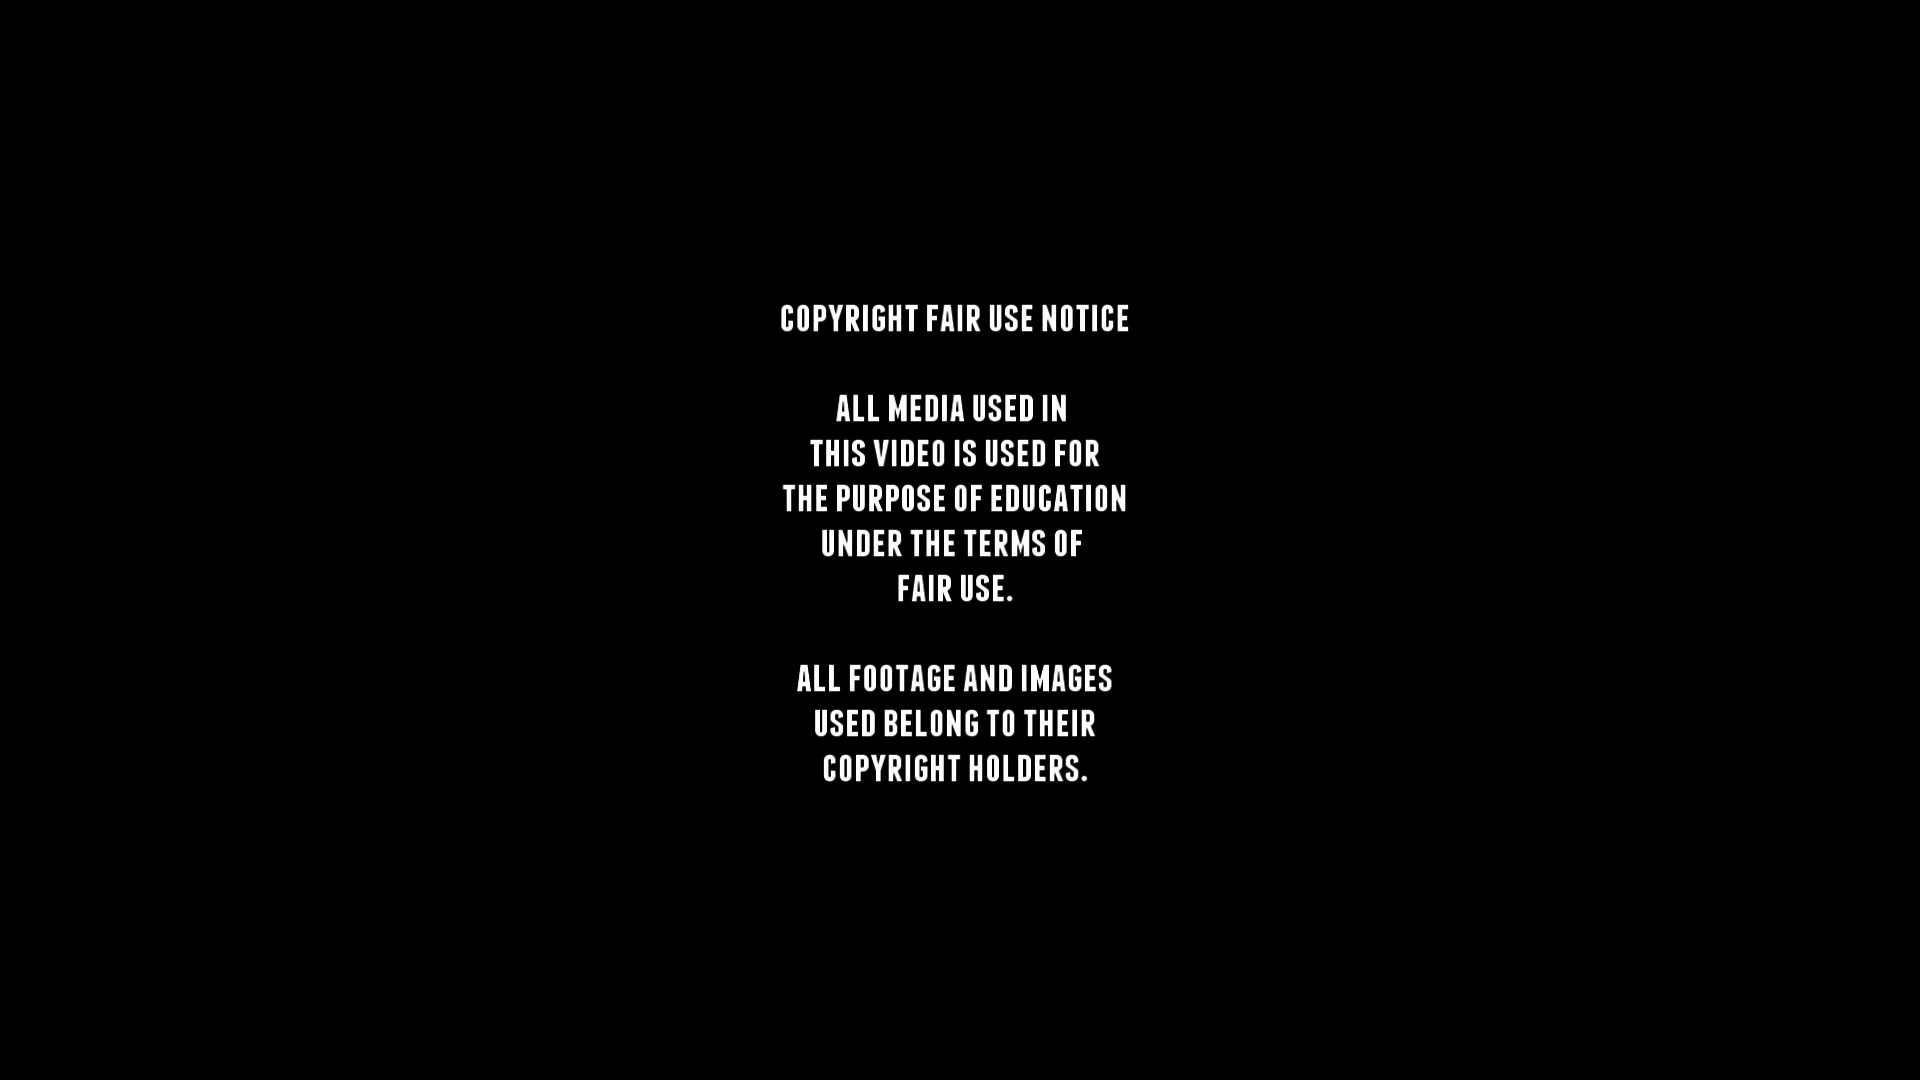 COPYRIGHT FAIR USE NOTICE
ALL MEDIA USED IN
THIS VIDEO IS USED FOR
THE PURPOSE OF EDUCATION
UNDER THE TERMS OF
FAIR USE.
ALL FOOTAGE AND IMAGES
USED BELONG TO THEIR
COPYRIGHT HOLDERS.